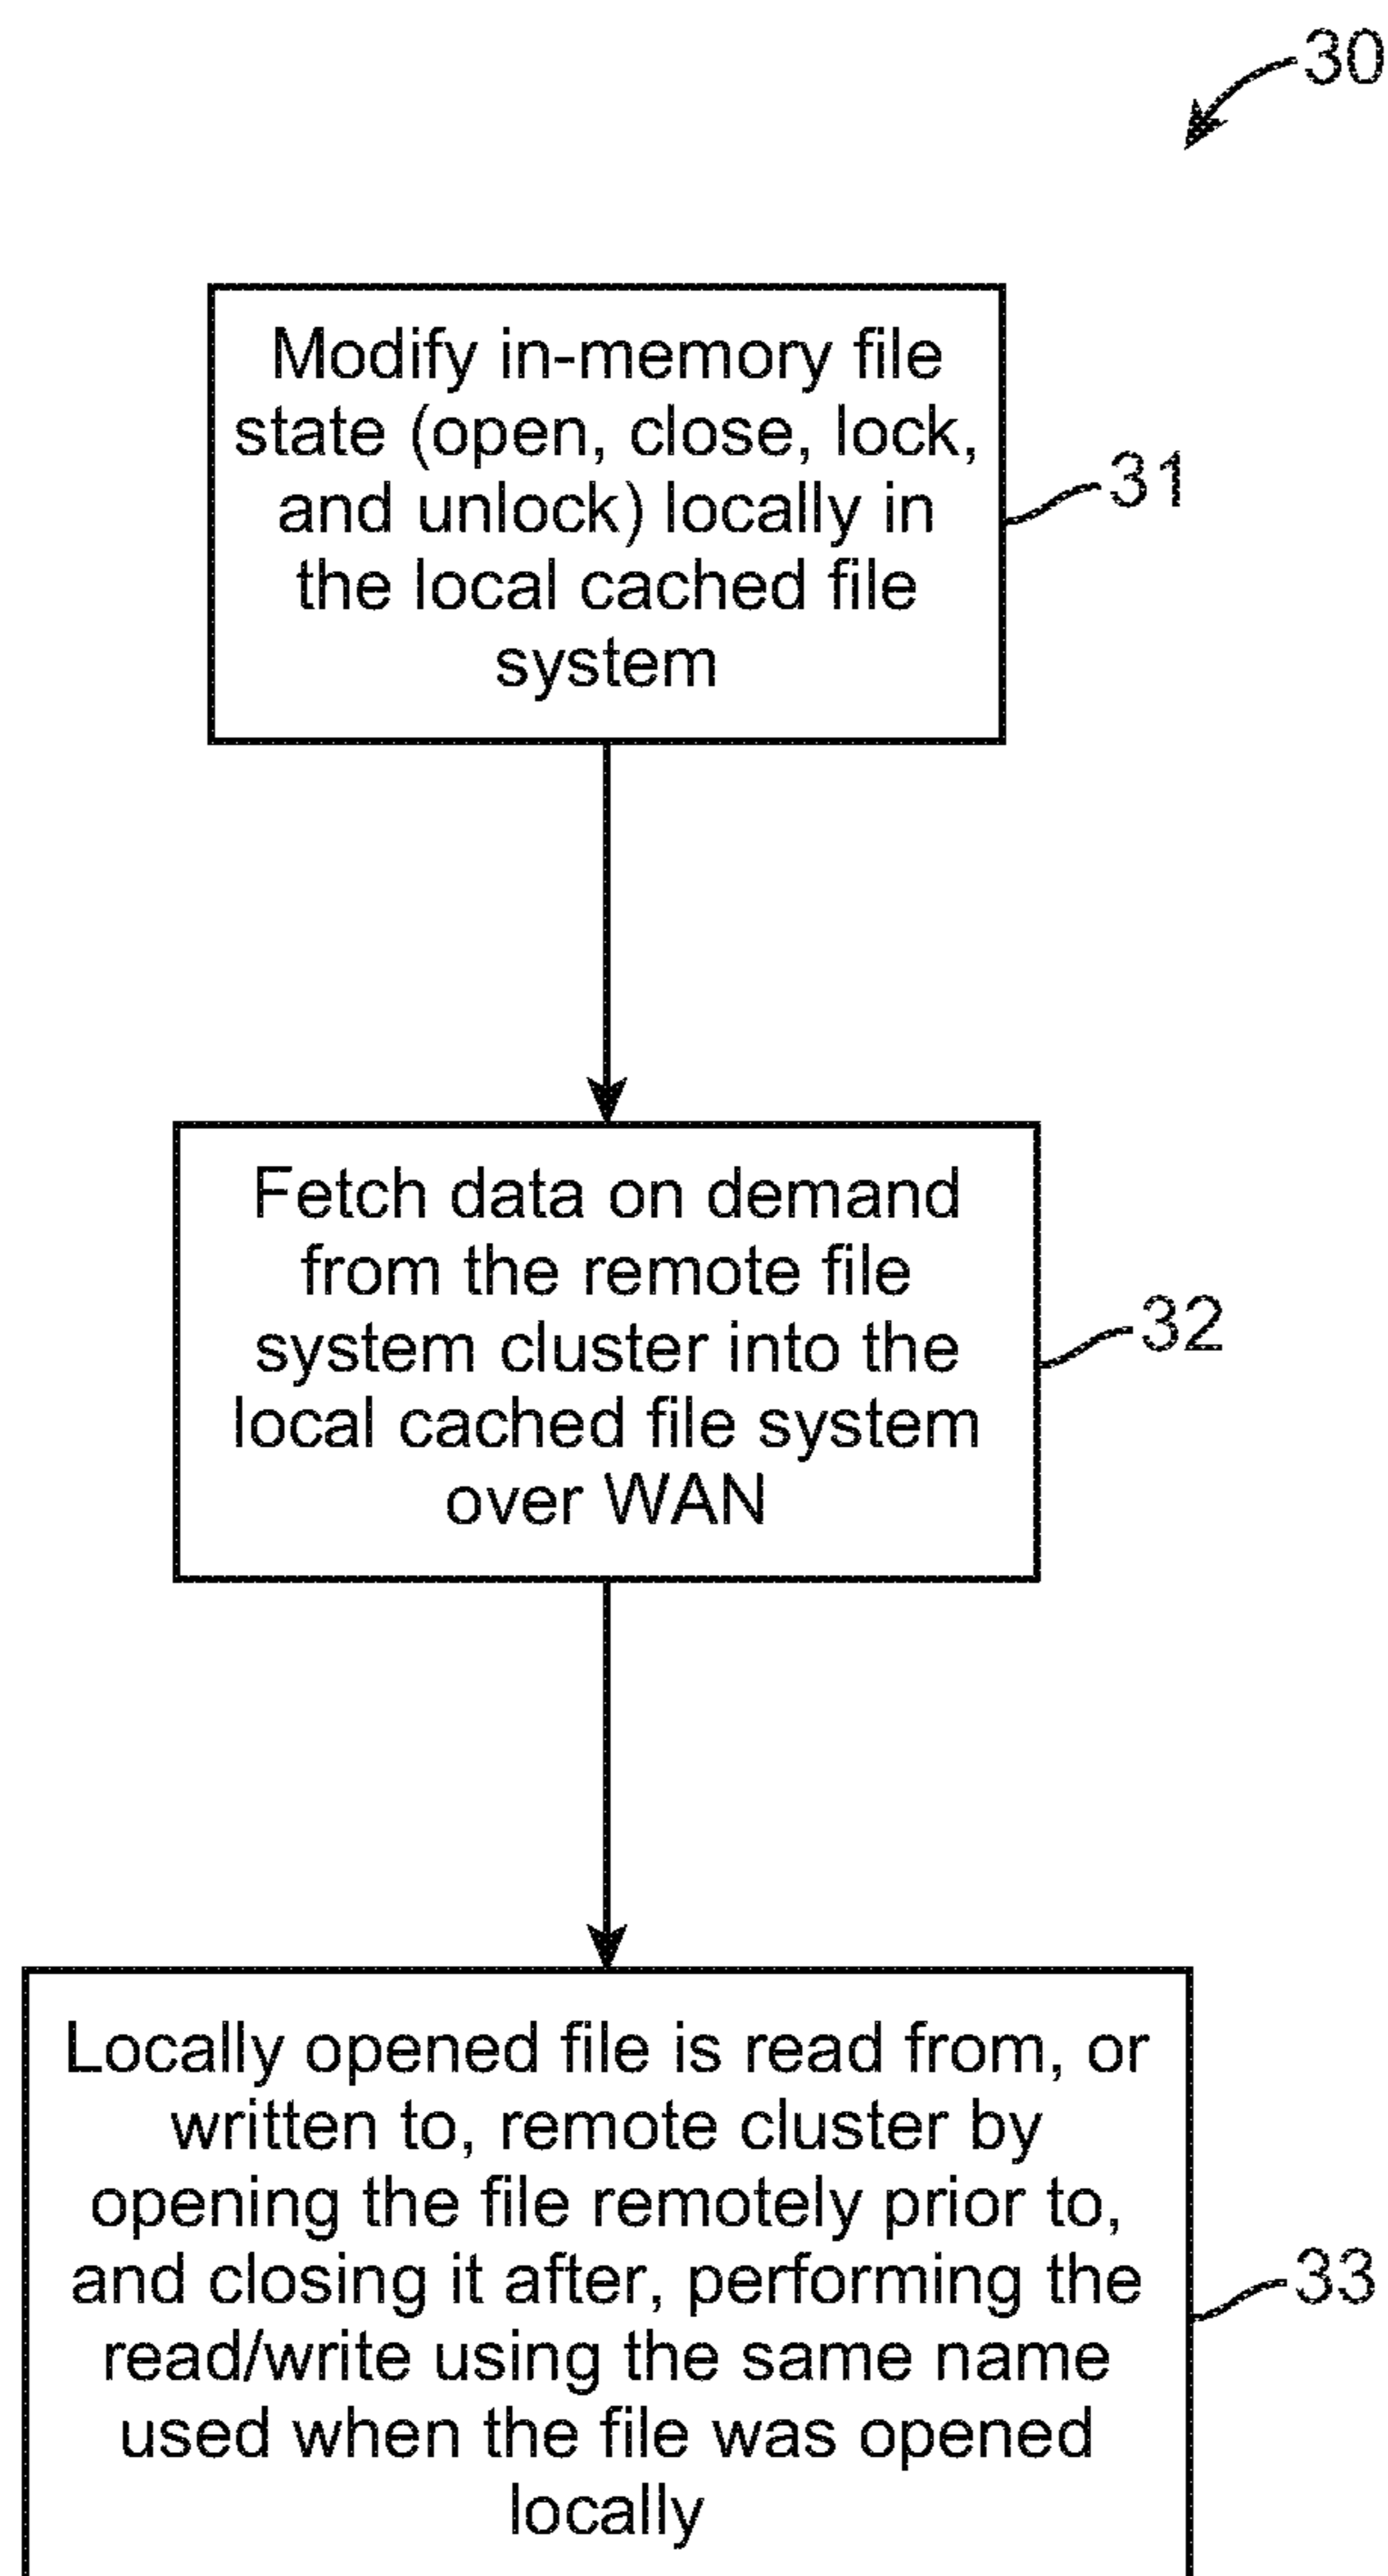 30
Modify in-memory file
state (open, close, lock,
and unlock) locally in
the local cached file
system
31
Fetch data on demand
from the remote file
system cluster into the
local cached file system
over WAN
32
Locally opened file is read from, or
written to, remote cluster by
opening the file remotely prior to,
and closing it after, performing the
read/write using the same name
used when the file was opened
locally
33